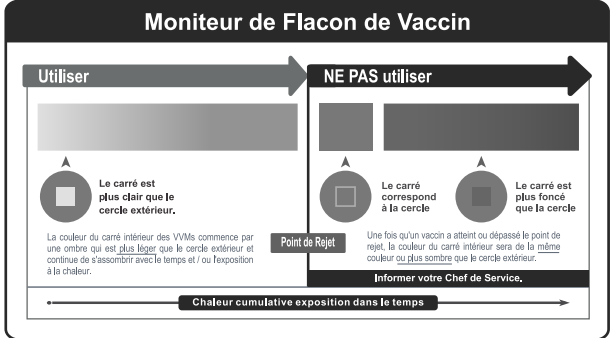 Moniteur de Flacon de Vaccin
Utiliser
NE PAS utiliser
Le carré est
plus clair que le
cercle extérieur.
Le carré
correspond
à la cercle
Le carré est
plus foncé
que la cercle
La couleur du carré intérieur des VVMs commence par
une ombre qui est plus léger que le cercle extérieur et
continue de s'assombrir avec le temps et / ou l'exposition
à la chaleur.
Point de Rejet
Une fois qu'un vaccin a atteint ou dépassé le point de
rejet, la couleur du carré intérieur sera de la même
couleur ou plus sombre que le cercle extérieur.
Informer votre Chef de Service.
Chaleur cumulative exposition dans le temps